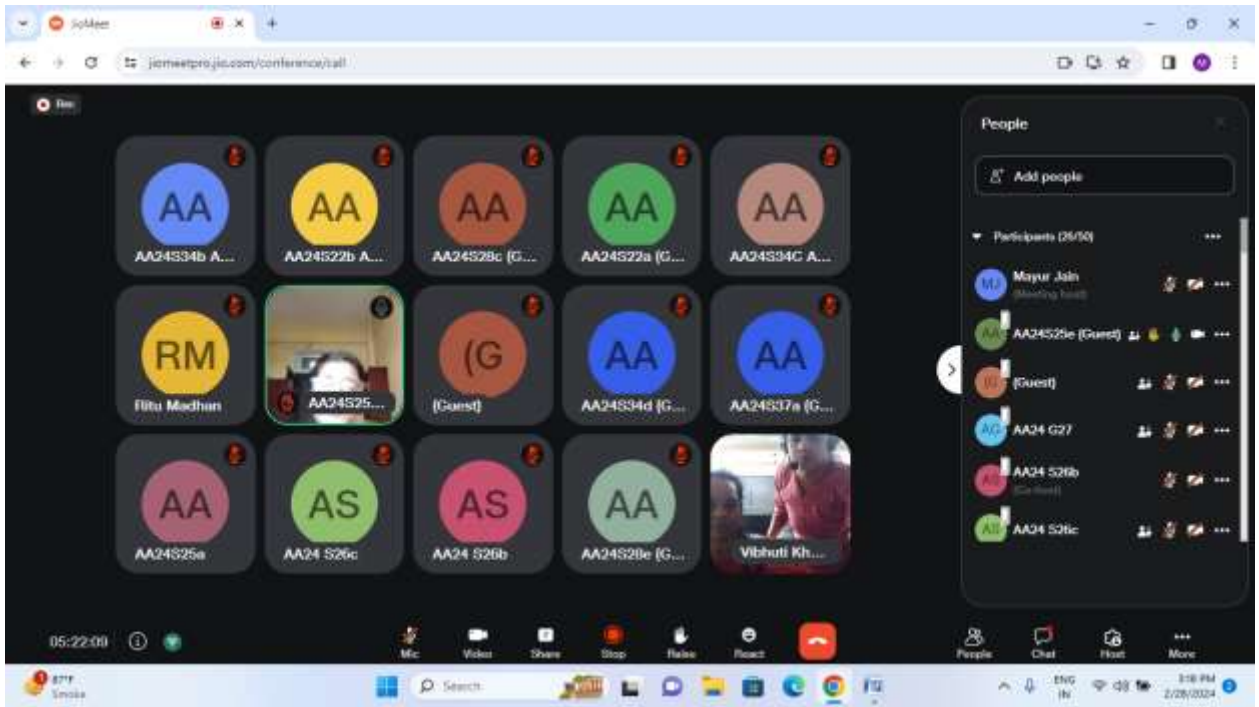 JioMeet
jiomeetpro.jio.com/conference/call
Rec
AA
AA24S34b A...
AA
AA24S22b A...
AA
AA24S28c (G...
AA
AA24S22a (G...
AA
AA24S34C A...
RM
Ritu Madhan
AA24S25...
(G
(Guest)
AA
AA24S34d (G...
AA
AA24S37a (G...
AA
AA24S25a
AS
AA24 S26c
AS
AA24 S26b
AA
AA24S28e (G...
Vibhuti Kh...
People
Add people
Participants (26/50)
MJ
Mayur Jain
(Meeting host)
AA
AA24S25e (Guest)
(G
(Guest)
AG
AA24 G27
AS
AA24 S26b
(Co-host)
AS
AA24 S26c
05:22:09
Mic
Video
Share
Stop
Raise
React
People
Chat
Host
More
87°F
Smoke
Search
ENG
IN
3:18 PM
2/28/2024